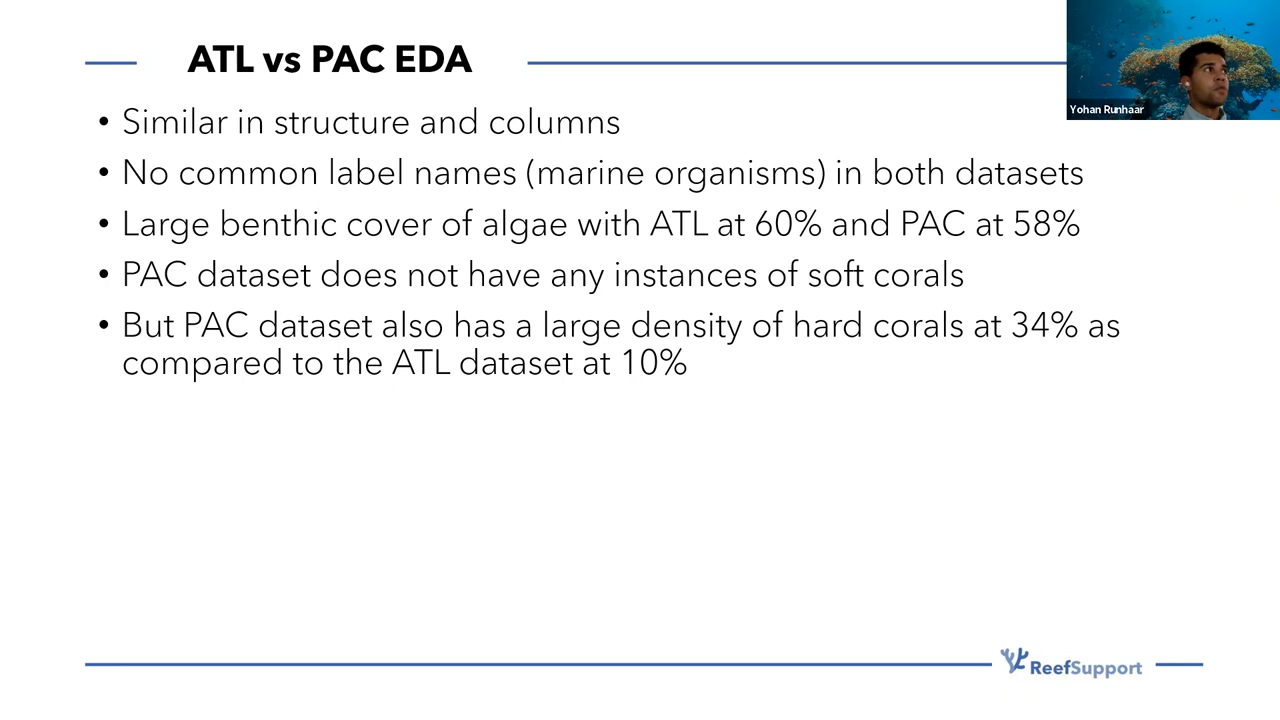 ATL vs PAC EDA
Yohan Runhaar
• Similar in structure and columns
• No common label names (marine organisms) in both datasets
• Large benthic cover of algae with ATL at 60% and PAC at 58%
• PAC dataset does not have any instances of soft corals
• But PAC dataset also has a large density of hard corals at 34% as
compared to the ATL dataset at 10%
ReefSupport